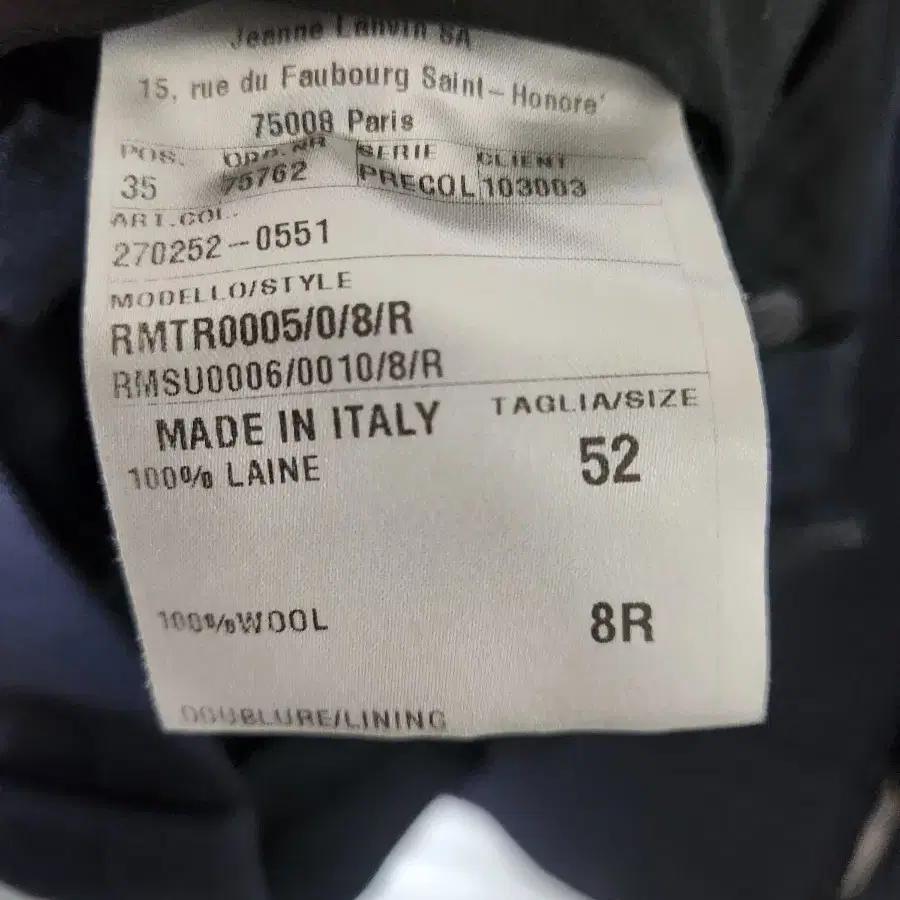 Jeanne Lanvin SA
15, rue du Faubourg Saint-Honore'
75008 Paris
POS. OPD.NR SERIE CLIENT
35 75762 PRECOL 103003
ART.COL.
270252-0551
MODELLO/STYLE
RMTR0005/0/8/R
RMSU0006/0010/8/R
MADE IN ITALY TAGLIA/SIZE
100% LAINE 52
100%WOOL 8R
DOUBLURE/LINING